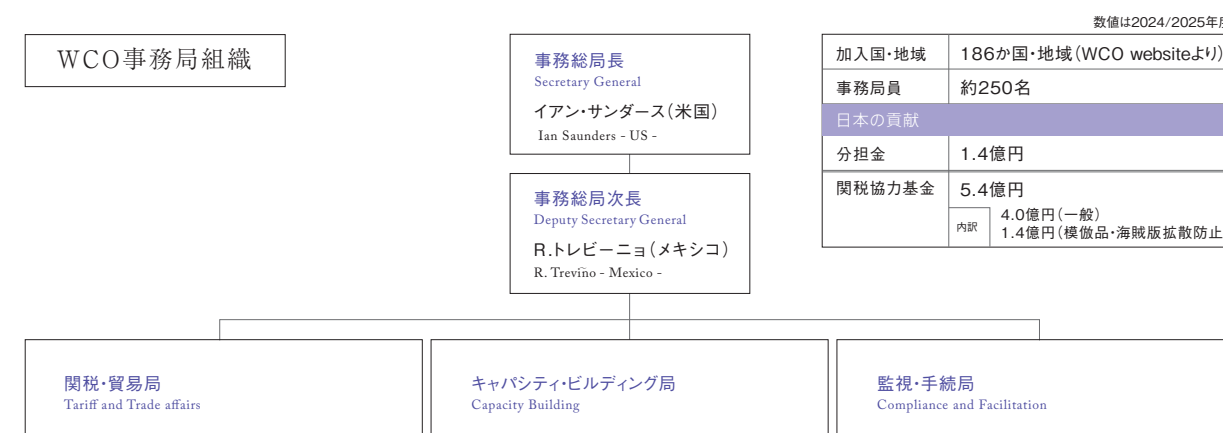 数値は2024/2025年度
WCO事務局組織
事務総局長
Secretary General
イアン・サンダース（米国）
Ian Saunders - US -
事務総局次長
Deputy Secretary General
R.トレビーニョ（メキシコ）
R. Treviño - Mexico -
加入国・地域 186か国・地域（WCO websiteより）
事務局員 約250名
日本の貢献
分担金 1.4億円
関税協力基金 5.4億円
内訳 4.0億円（一般）
1.4億円（模倣品・海賊版拡散防止
関税・貿易局
Tariff and Trade affairs
キャパシティ・ビルディング局
Capacity Building
監視・手続局
Compliance and Facilitation